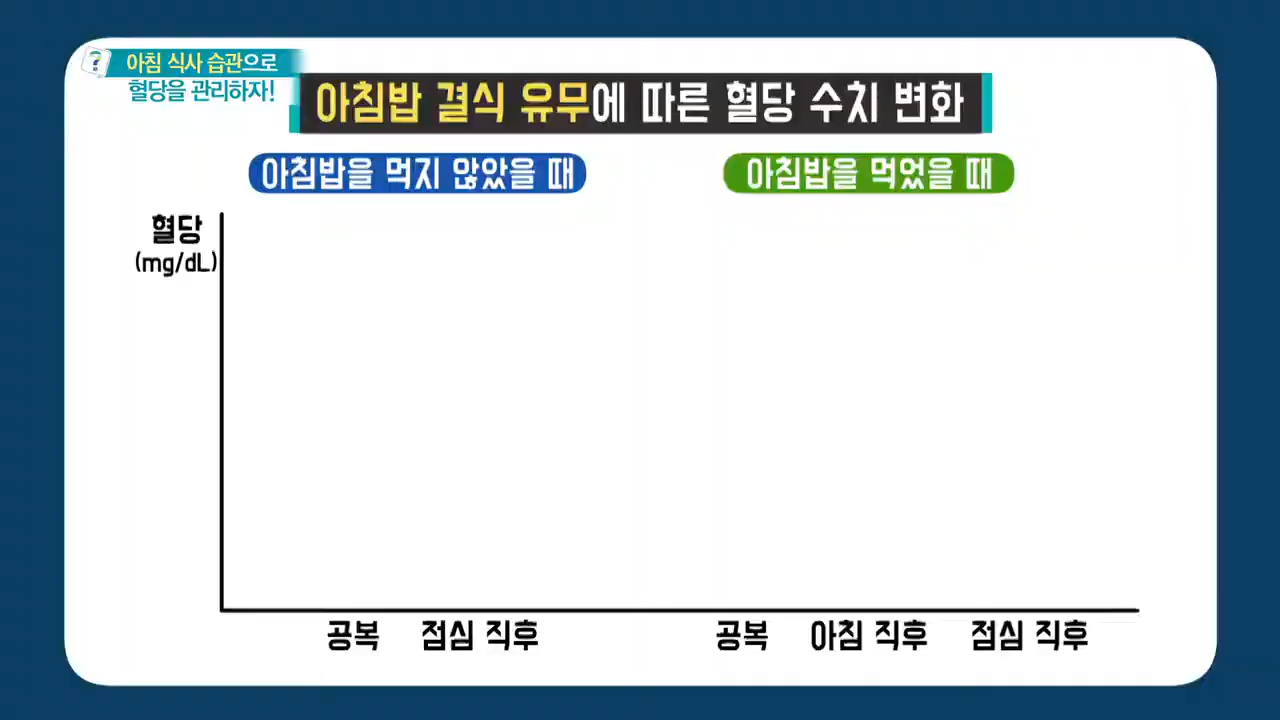 아침 식사 습관으로
혈당을 관리하자!
아침밥 결식 유무에 따른 혈당 수치 변화
아침밥을 먹지 않았을 때
아침밥을 먹었을 때
혈당
(mg/dL)
공복 점심 직후
공복 아침 직후 점심 직후